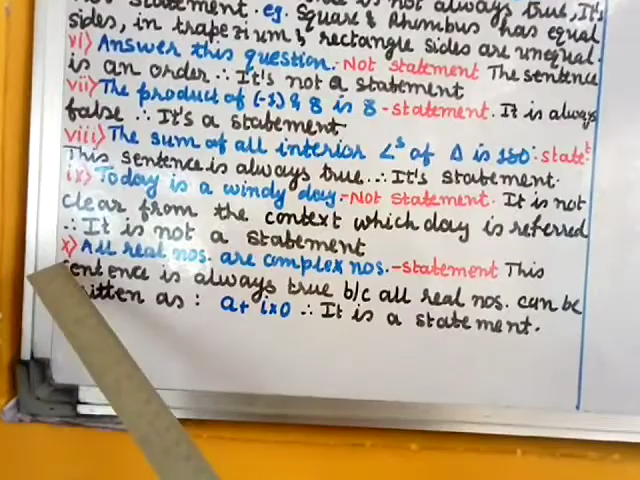 not statement. eg. Square & Rhombus has equal
sides, in trapezium & rectangle sides are unequal.
vi) Answer this question.-Not statement The sentence
is an order ∴ It's not a statement
vii) The product of (-1) & 8 is 8 - statement. It is always
false ∴ It's a statement
viii) The sum of all interior ∠s of Δ is 180° : statet
This sentence is always true ∴ It's statement.
ix) Today is a windy day.-Not statement. It is not
clear from the context which day is referred
∴ It is not a statement
x) All real nos. are complex nos. -statement This
sentence is always true b/c all real nos. can be
written as : a + i×0 ∴ It is a statement.